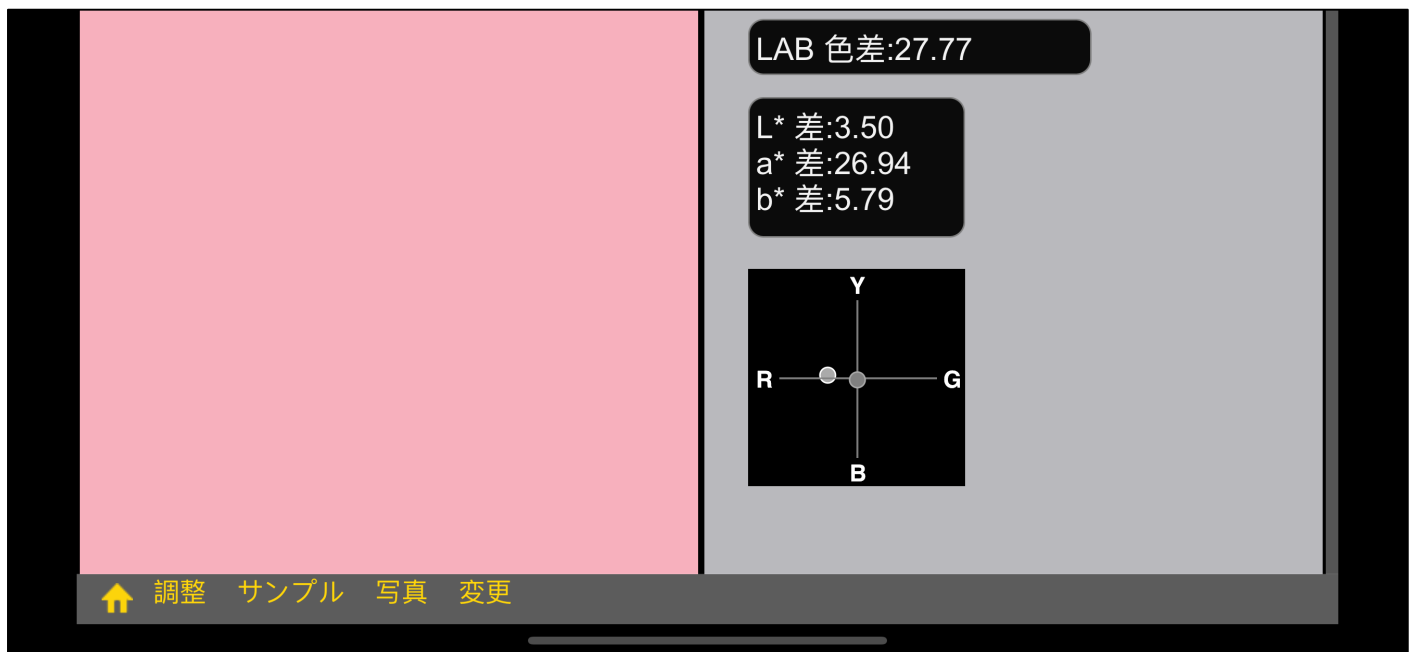 LAB 色差:27.77
L* 差:3.50
a* 差:26.94
b* 差:5.79
Y
R G
B
調整 サンプル 写真 変更